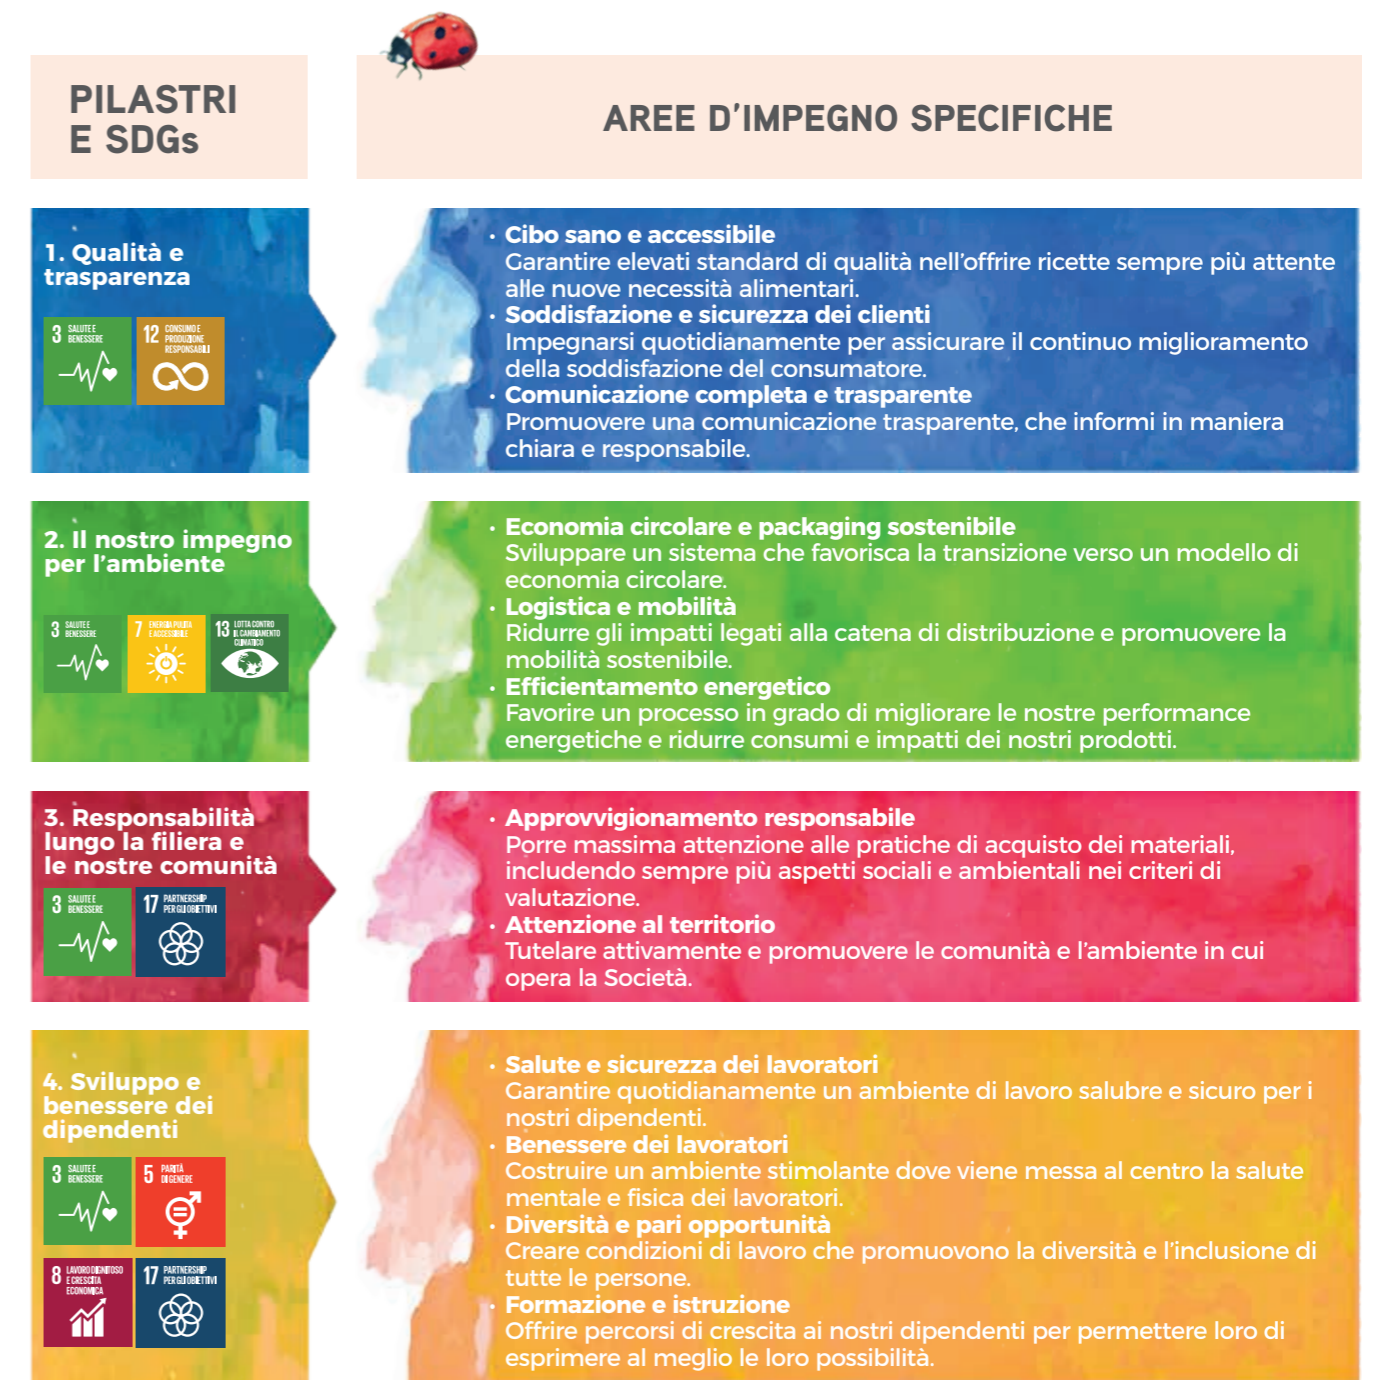 PILASTRI
E SDGs
AREE D'IMPEGNO SPECIFICHE
1. Qualità e
trasparenza
3 SALUTE E
BENESSERE
12 CONSUMO E
PRODUZIONE
RESPONSABILI
• Cibo sano e accessibile
Garantire elevati standard di qualità nell'offrire ricette sempre più attente
alle nuove necessità alimentari.
• Soddisfazione e sicurezza dei clienti
Impegnarsi quotidianamente per assicurare il continuo miglioramento
della soddisfazione del consumatore.
• Comunicazione completa e trasparente
Promuovere una comunicazione trasparente, che informi in maniera
chiara e responsabile.
2. Il nostro impegno
per l'ambiente
3 SALUTE E
BENESSERE
7 ENERGIA PULITA
E ACCESSIBILE
13 LOTTA CONTRO
IL CAMBIAMENTO
CLIMATICO
• Economia circolare e packaging sostenibile
Sviluppare un sistema che favorisca la transizione verso un modello di
economia circolare.
• Logistica e mobilità
Ridurre gli impatti legati alla catena di distribuzione e promuovere la
mobilità sostenibile.
• Efficientamento energetico
Favorire un processo in grado di migliorare le nostre performance
energetiche e ridurre consumi e impatti dei nostri prodotti.
3. Responsabilità
lungo la filiera e
le nostre comunità
3 SALUTE E
BENESSERE
17 PARTNERSHIP
PER GLI OBIETTIVI
• Approvvigionamento responsabile
Porre massima attenzione alle pratiche di acquisto dei materiali,
includendo sempre più aspetti sociali e ambientali nei criteri di
valutazione.
• Attenzione al territorio
Tutelare attivamente e promuovere le comunità e l'ambiente in cui
opera la Società.
4. Sviluppo e
benessere dei
dipendenti
3 SALUTE E
BENESSERE
5 PARITÀ
DI GENERE
8 LAVORO DIGNITOSO
E CRESCITA
ECONOMICA
17 PARTNERSHIP
PER GLI OBIETTIVI
• Salute e sicurezza dei lavoratori
Garantire quotidianamente un ambiente di lavoro salubre e sicuro per i
nostri dipendenti.
• Benessere dei lavoratori
Costruire un ambiente stimolante dove viene messa al centro la salute
mentale e fisica dei lavoratori.
• Diversità e pari opportunità
Creare condizioni di lavoro che promuovono la diversità e l'inclusione di
tutte le persone.
• Formazione e istruzione
Offrire percorsi di crescita ai nostri dipendenti per permettere loro di
esprimere al meglio le loro possibilità.